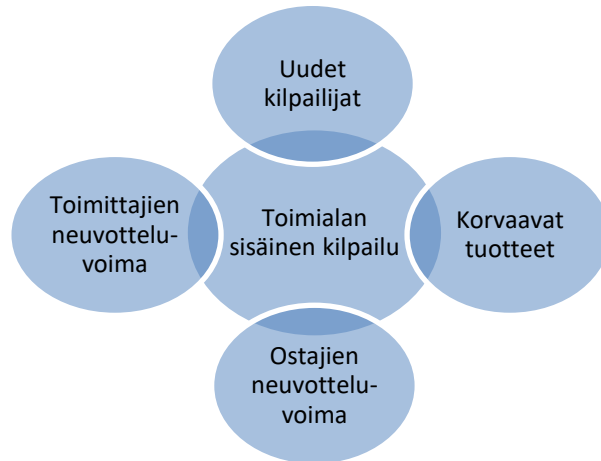 Uudet
kilpailijat
Toimittajien
neuvottelu-
voima
Toimialan
sisäinen kilpailu
Korvaavat
tuotteet
Ostajien
neuvottelu-
voima